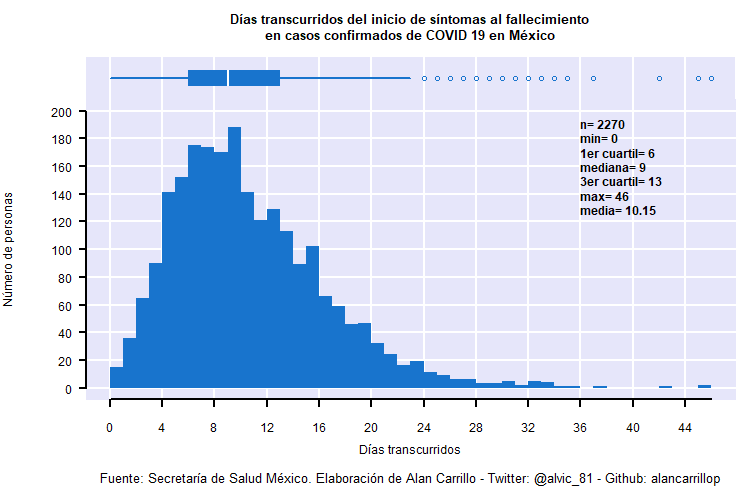 Días transcurridos del inicio de síntomas al fallecimiento
en casos confirmados de COVID 19 en México
n= 2270
min= 0
1er cuartil= 6
mediana= 9
3er cuartil= 13
max= 46
media= 10.15
Número de personas
200
180
160
140
120
100
80
60
40
20
0
0 4 8 12 16 20 24 28 32 36 40 44
Días transcurridos
Fuente: Secretaría de Salud México. Elaboración de Alan Carrillo - Twitter: @alvic_81 - Github: alancarrillop